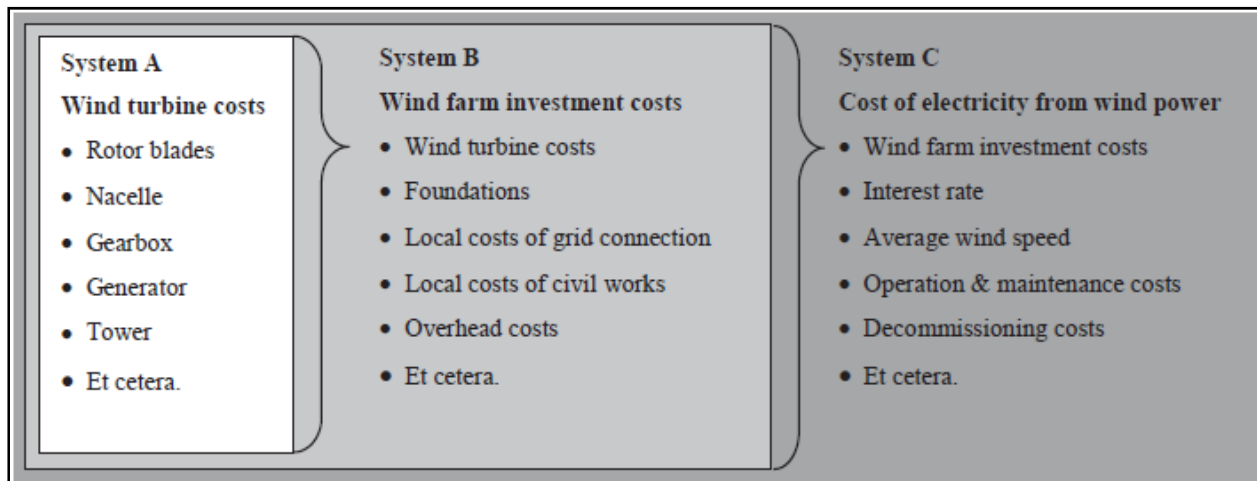 System A
Wind turbine costs
• Rotor blades
• Nacelle
• Gearbox
• Generator
• Tower
• Et cetera.
System B
Wind farm investment costs
• Wind turbine costs
• Foundations
• Local costs of grid connection
• Local costs of civil works
• Overhead costs
• Et cetera.
System C
Cost of electricity from wind power
• Wind farm investment costs
• Interest rate
• Average wind speed
• Operation & maintenance costs
• Decommissioning costs
• Et cetera.